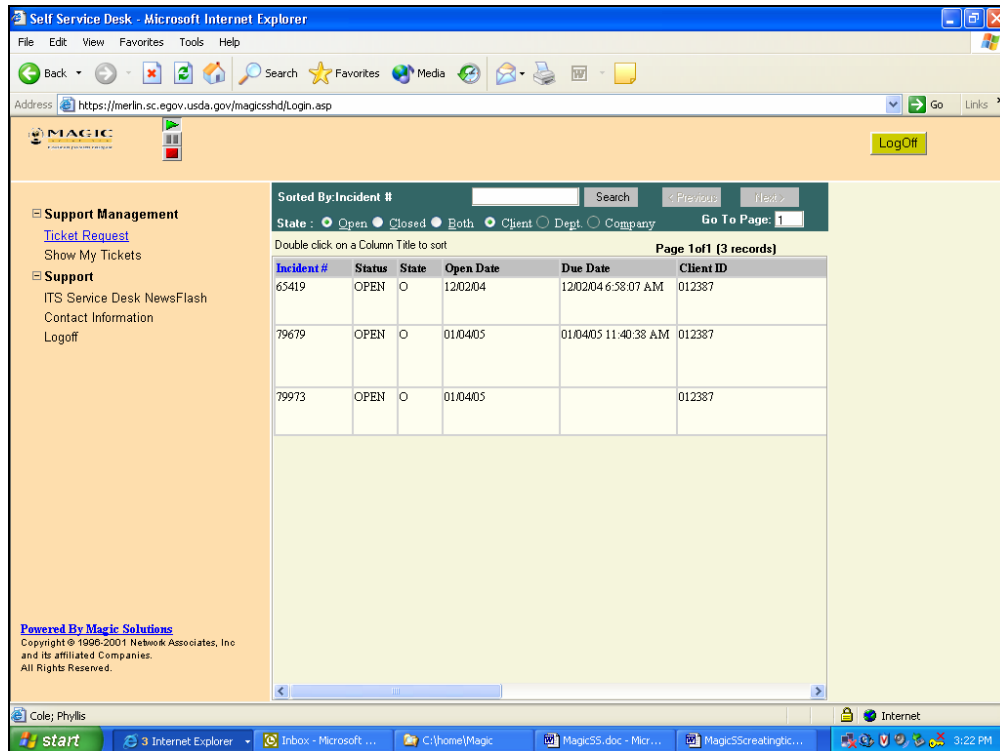 Self Service Desk - Microsoft Internet Explorer
File Edit View Favorites Tools Help
Back Search Favorites Media
Address https://merlin.sc.egov.usda.gov/magicsshd/Login.asp Go Links
MAGIC
LogOff
Support Management
Ticket Request
Show My Tickets
Support
ITS Service Desk NewsFlash
Contact Information
Logoff
Sorted By:Incident # Search < Previous Next >
State : Open Closed Both Client Dept. Company Go To Page: 1
Double click on a Column Title to sort Page 1of1 (3 records)
Incident # Status State Open Date Due Date Client ID
65419 OPEN O 12/02/04 12/02/04 6:58:07 AM 012387
79679 OPEN O 01/04/05 01/04/05 11:40:38 AM 012387
79973 OPEN O 01/04/05 012387
Powered By Magic Solutions
Copyright © 1996-2001 Network Associates, Inc
and its affiliated Companies.
All Rights Reserved.
Cole; Phyllis Internet
start 3 Internet Explorer Inbox - Microsoft ... C:\home\Magic MagicSS.doc - Micr... MagicSScreatingtic... 3:22 PM